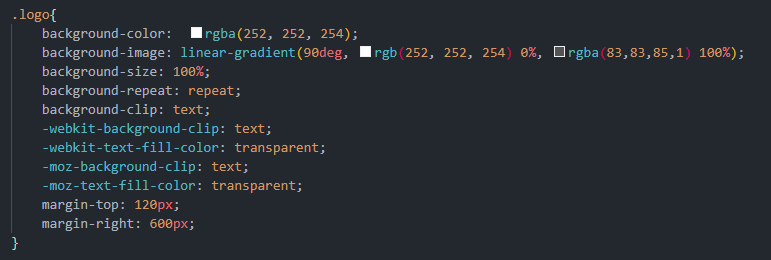 .logo{
background-color: rgba(252, 252, 254);
background-image: linear-gradient(90deg, rgb(252, 252, 254) 0%, rgba(83,83,85,1) 100%);
background-size: 100%;
background-repeat: repeat;
background-clip: text;
-webkit-background-clip: text;
-webkit-text-fill-color: transparent;
-moz-background-clip: text;
-moz-text-fill-color: transparent;
margin-top: 120px;
margin-right: 600px;
}